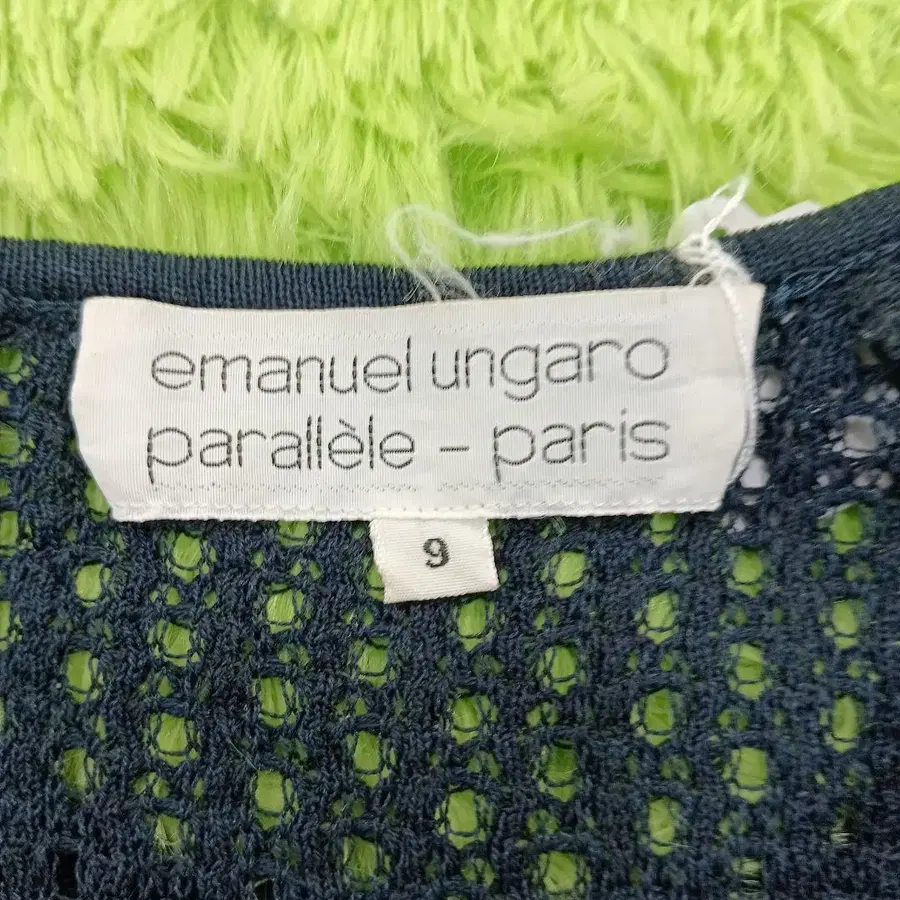 emanuel ungaro
parallèle – paris
9